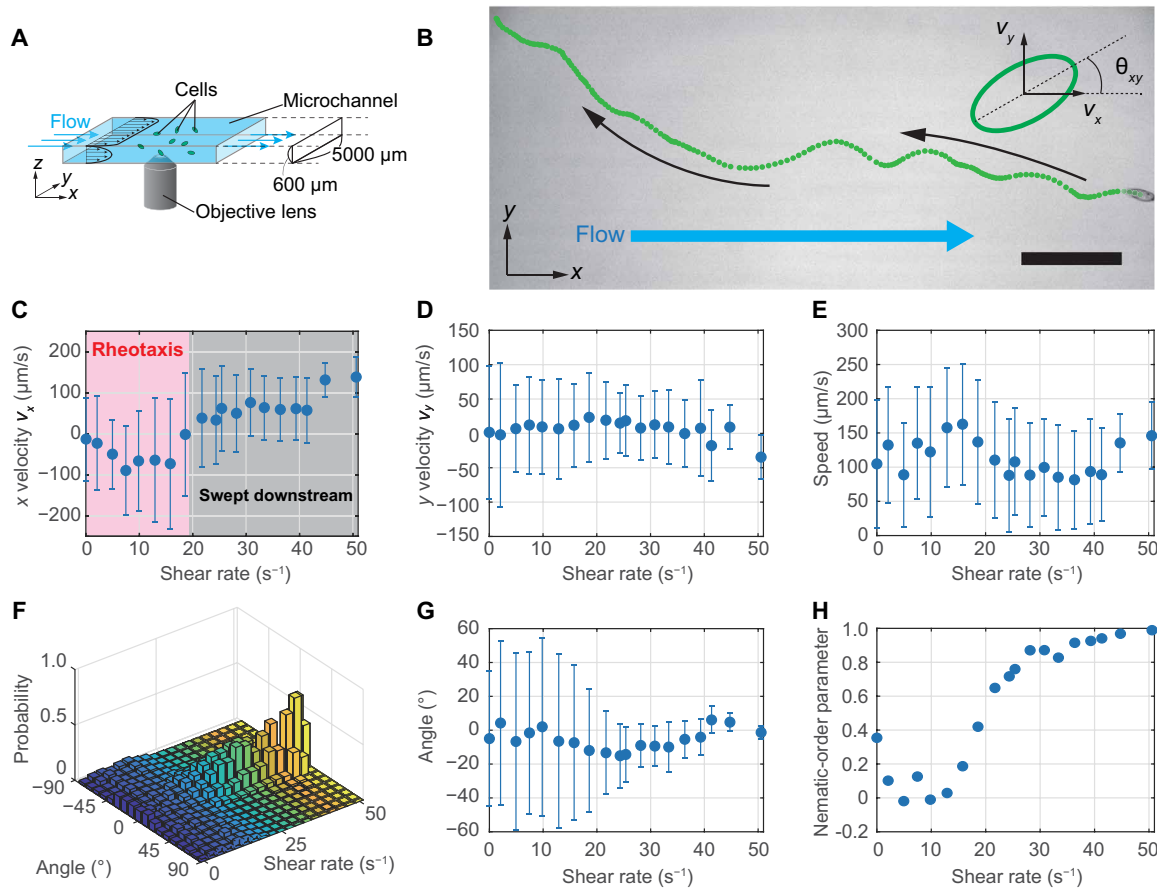 A
Cells
Microchannel
Flow
5000 µm
600 µm
Objective lens
z
y
x
B
v_y
θ_xy
v_x
Flow
y
x
C
Rheotaxis
Swept downstream
x velocity v_x (µm/s)
200
100
0
−100
−200
0 10 20 30 40 50
Shear rate (s⁻¹)
D
y velocity v_y (µm/s)
150
100
50
0
−50
−100
−150
0 10 20 30 40 50
Shear rate (s⁻¹)
E
Speed (µm/s)
300
250
200
150
100
50
0
0 10 20 30 40 50
Shear rate (s⁻¹)
F
Probability
1.0
0.5
0
−90
−45
0
45
90
Angle (°)
0
25
50
Shear rate (s⁻¹)
G
Angle (°)
60
40
20
0
−20
−40
−60
0 10 20 30 40 50
Shear rate (s⁻¹)
H
Nematic-order parameter
1.0
0.8
0.6
0.4
0.2
0
-0.2
0 10 20 30 40 50
Shear rate (s⁻¹)